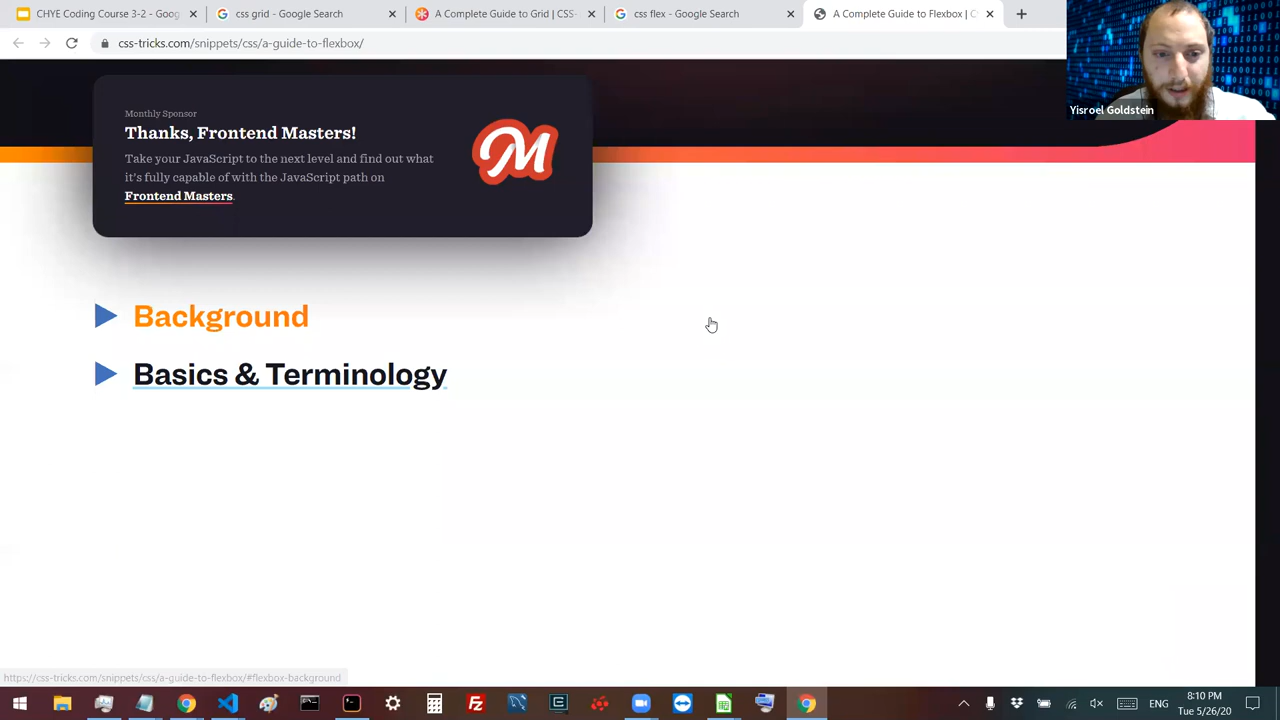 CHYE Coding Course 3-2 - Goog
css grid - Google Search
A Complete Guide to Grid | CSS
css flex - Google Search
A Complete Guide to Flexbox | C
css-tricks.com/snippets/css/a-guide-to-flexbox/
Yisroel Goldstein
Monthly Sponsor
Thanks, Frontend Masters!
Take your JavaScript to the next level and find out what
it's fully capable of with the JavaScript path on
Frontend Masters.
M
Background
Basics & Terminology
https://css-tricks.com/snippets/css/a-guide-to-flexbox/#flexbox-background
ENG
8:10 PM
Tue 5/26/20